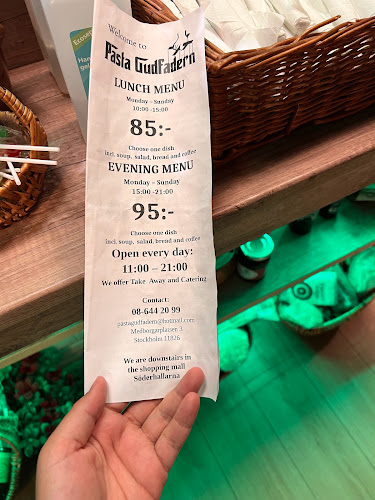 Welcome to
Pasta GudFadern
LUNCH MENU
Monday - Sunday
10:00 -15:00
85:-
Choose one dish
incl. soup, salad, bread and coffee
EVENING MENU
Monday - Sunday
15:00 -21:00
95:-
Choose one dish
incl. soup, salad, bread and coffee
Open every day:
11:00 – 21:00
We offer Take Away and Catering
Contact:
08-644 20 99
pastagudfadern@hotmail.com
Medborgarplatsen 3
Stockholm 11826
We are downstairs in
the shopping mall
Söderhallarna